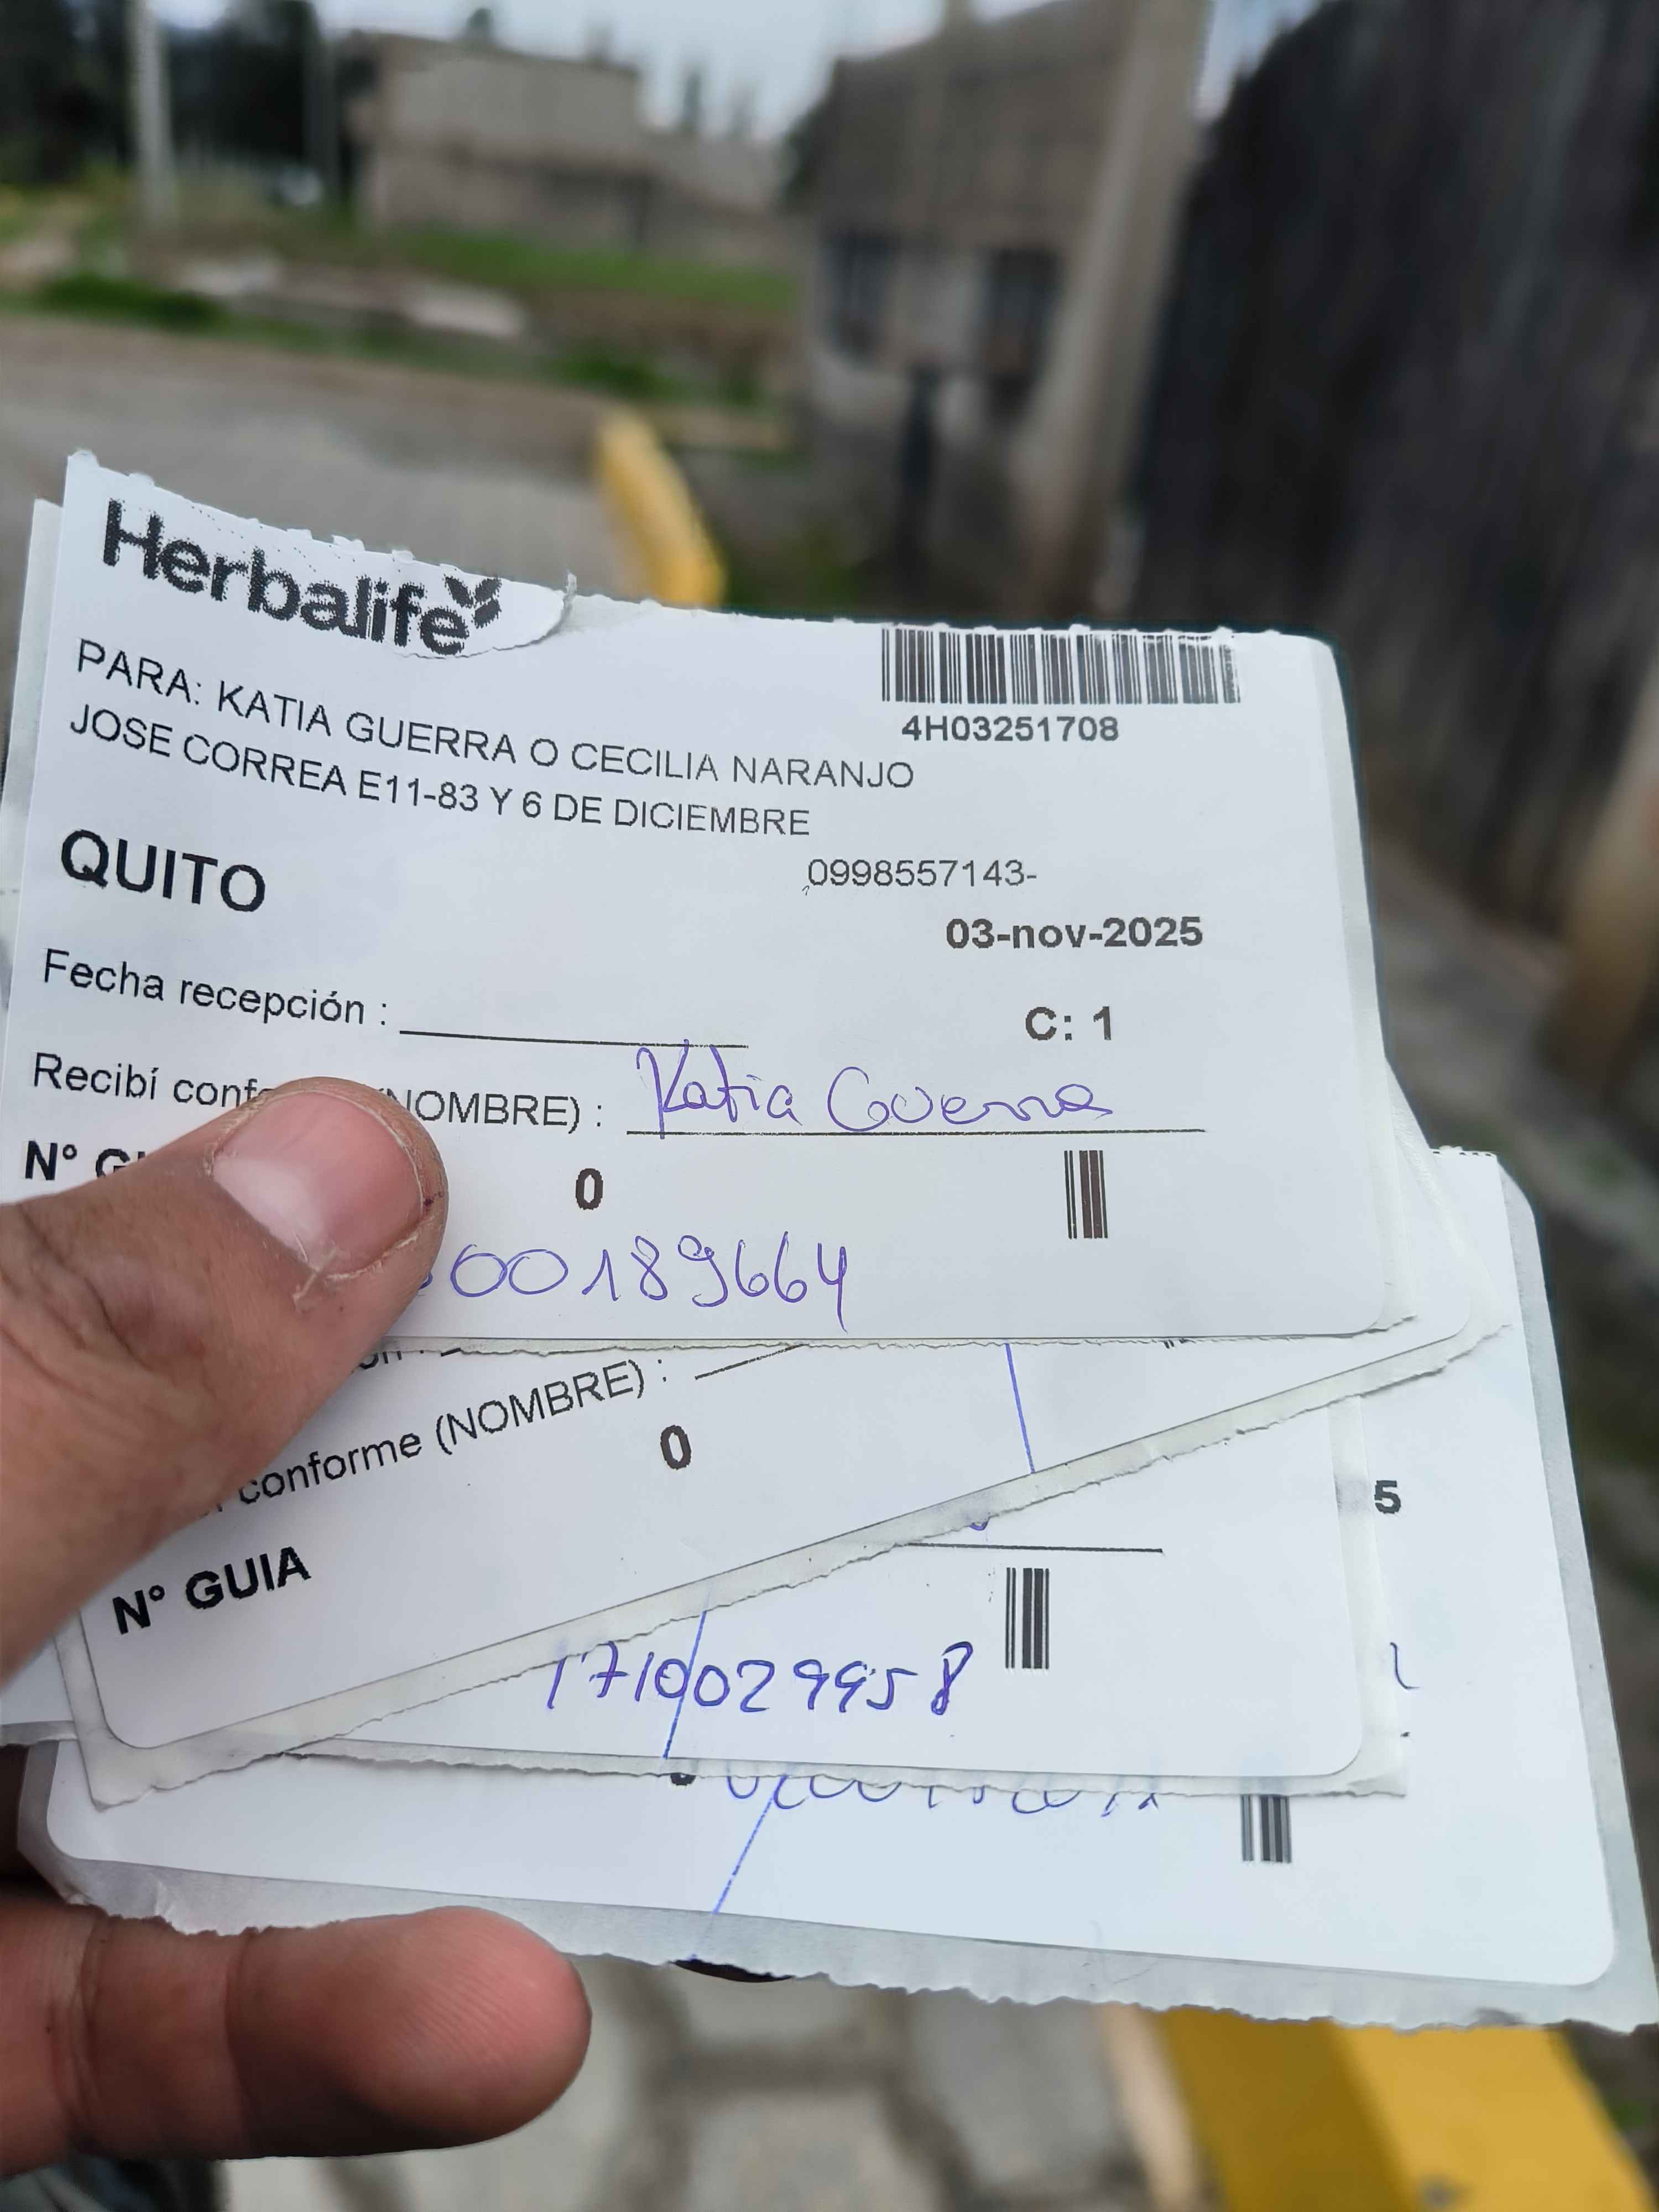 Herbalife
4H03251708
PARA: KATIA GUERRA O CECILIA NARANJO
JOSE CORREA E11-83 Y 6 DE DICIEMBRE
QUITO
0998557143-
03-nov-2025
Fecha recepción :
C: 1
Recibí (NOMBRE) : Katia Guerra
N° 0
00189664
conforme (NOMBRE) :
0
N° GUIA
5
1710029958